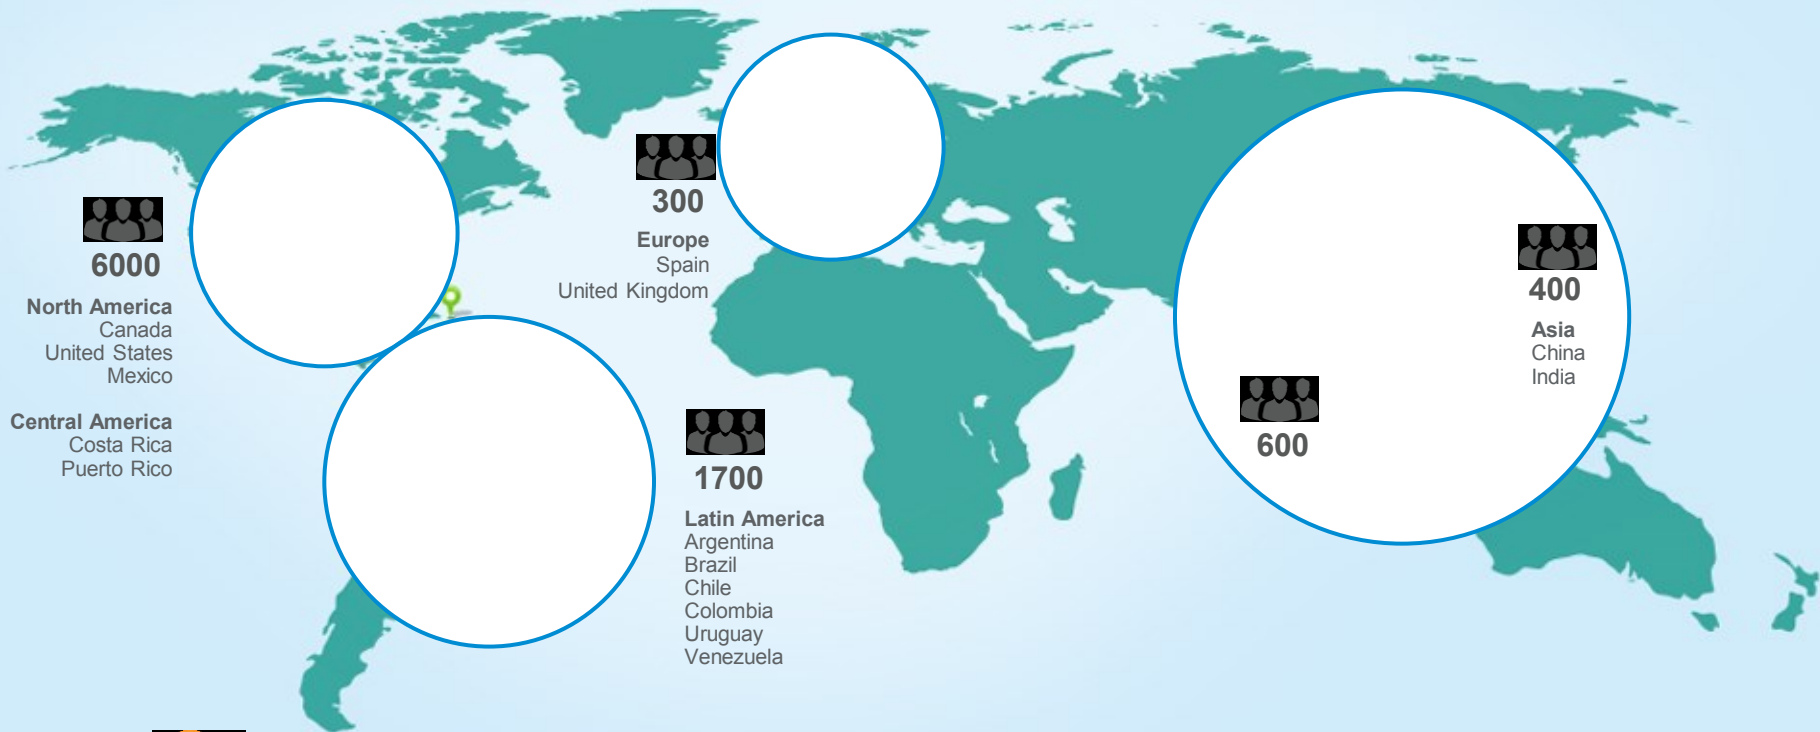 6000
North America
Canada
United States
Mexico
Central America
Costa Rica
Puerto Rico
300
Europe
Spain
United Kingdom
1700
Latin America
Argentina
Brazil
Chile
Colombia
Uruguay
Venezuela
400
Asia
China
India
600